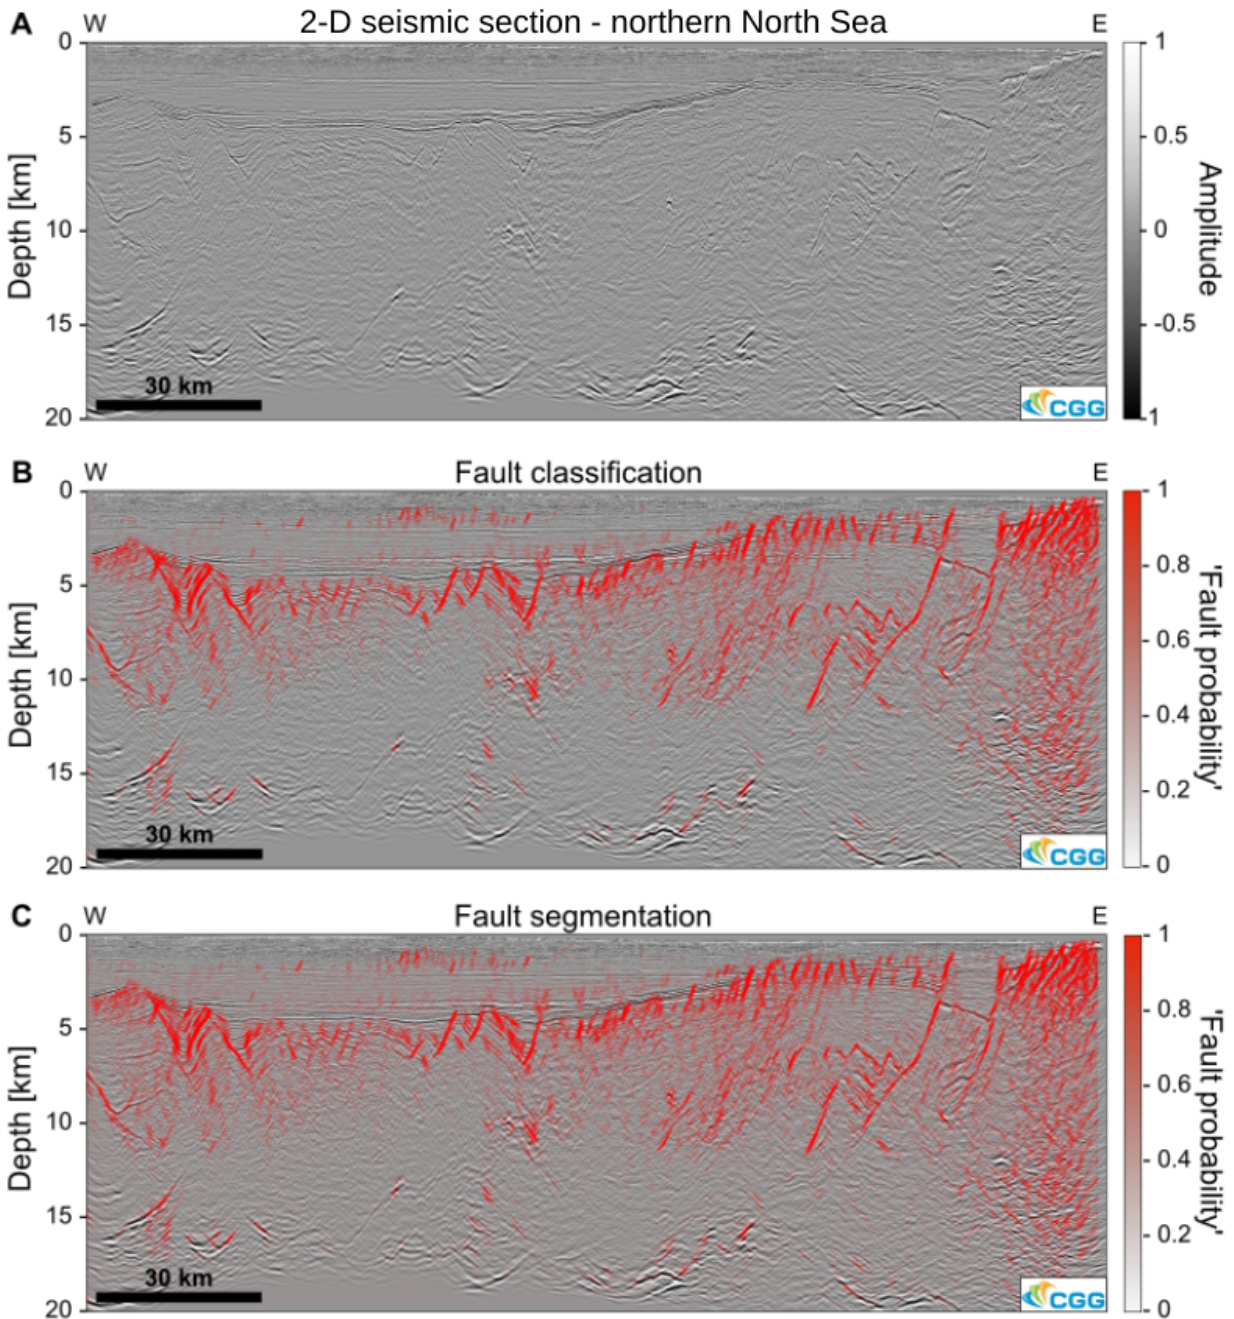 A W 2-D seismic section - northern North Sea E
0
5
10
15
20
Depth [km]
30 km
CGG
1
0.5
0
-0.5
-1
Amplitude
B W Fault classification E
0
5
10
15
20
Depth [km]
30 km
CGG
1
0.8
0.6
0.4
0.2
0
'Fault probability'
C W Fault segmentation E
0
5
10
15
20
Depth [km]
30 km
CGG
1
0.8
0.6
0.4
0.2
0
'Fault probability'